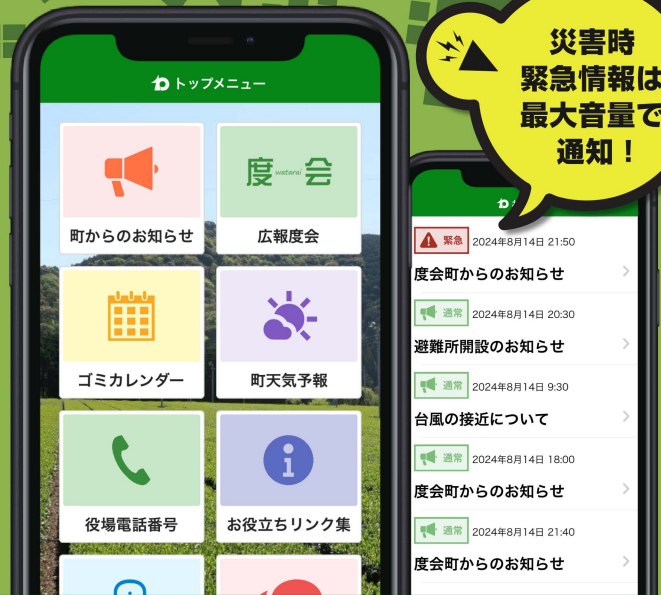 トップメニュー
町からのお知らせ
度 watarai 会
広報度会
ゴミカレンダー
町天気予報
役場電話番号
お役立ちリンク集
災害時
緊急情報は
最大音量で
通知！
緊急 2024年8月14日 21:50
度会町からのお知らせ
通常 2024年8月14日 20:30
避難所開設のお知らせ
通常 2024年8月14日 9:30
台風の接近について
通常 2024年8月14日 18:00
度会町からのお知らせ
通常 2024年8月14日 21:40
度会町からのお知らせ